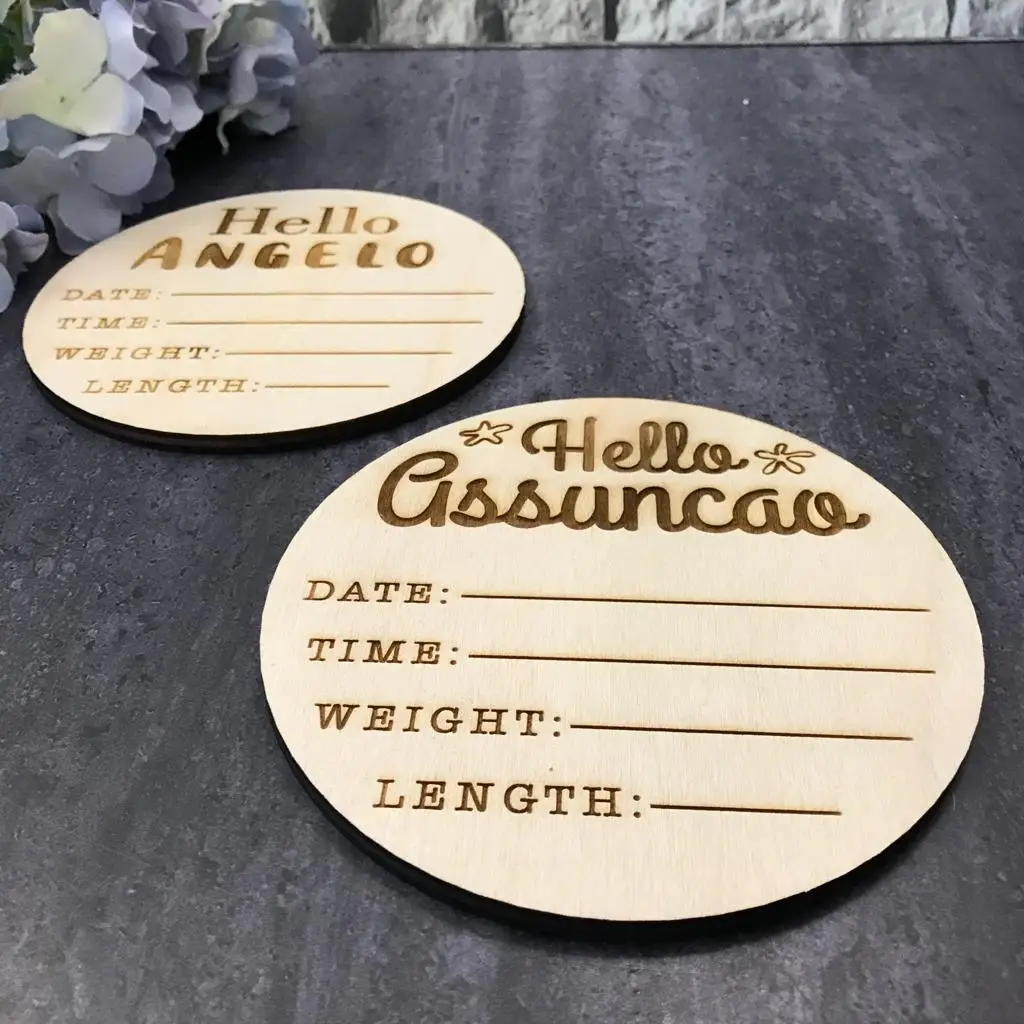 Hello
ANGELO
DATE:
TIME:
WEIGHT:
LENGTH:
Hello
Assuncao
DATE:
TIME:
WEIGHT:
LENGTH: